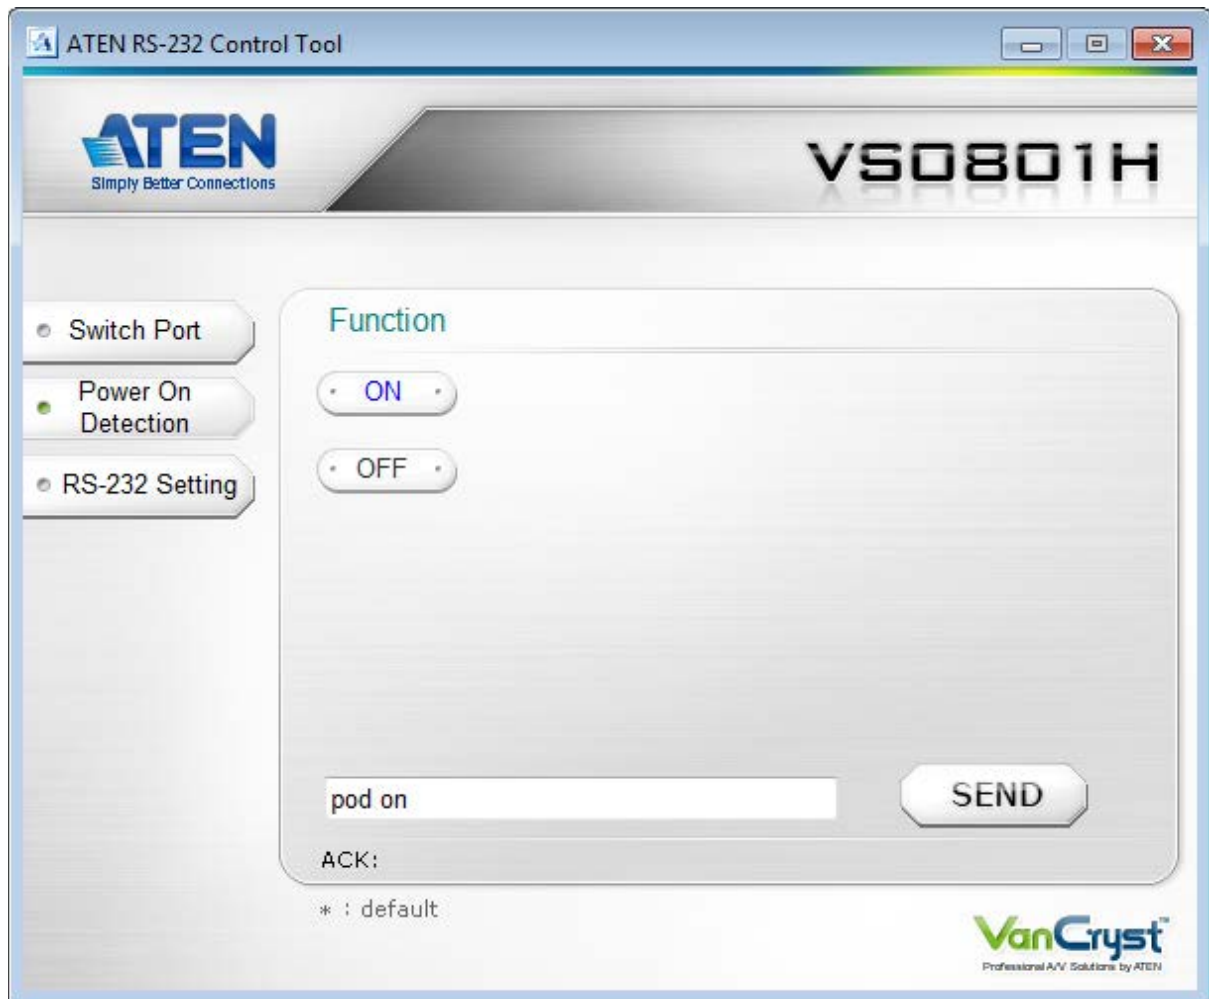 ATEN RS-232 Control Tool
ATEN
Simply Better Connections
VS0801H
Switch Port
Power On
Detection
RS-232 Setting
Function
ON
OFF
pod on
SEND
ACK:
* : default
VanCryst™
Professional A/V Solutions by ATEN